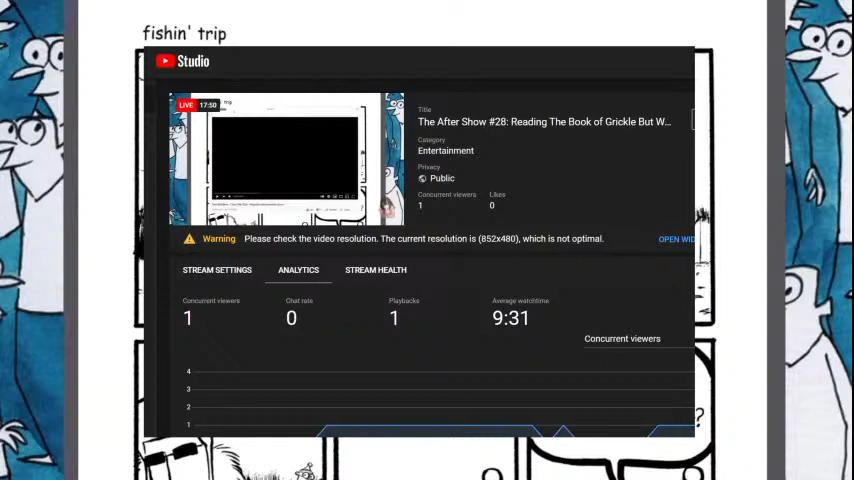 fishin' trip
Studio
LIVE 17:50
Title
The After Show #28: Reading The Book of Grickle But W...
Category
Entertainment
Privacy
Public
Concurrent viewers Likes
1 0
Warning Please check the video resolution. The current resolution is (852x480), which is not optimal. OPEN WID
STREAM SETTINGS ANALYTICS STREAM HEALTH
Concurrent viewers Chat rate Playbacks Average watchtime
1 0 1 9:31
Concurrent viewers
4
3
2
1
?